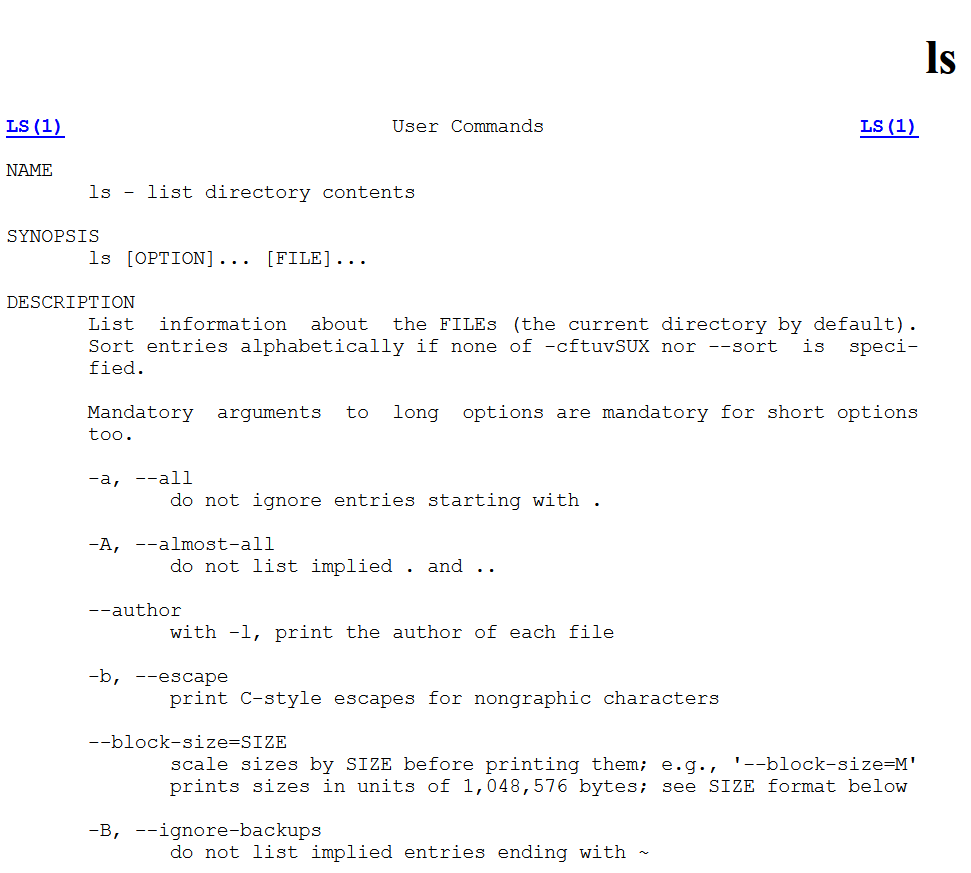 ls
LS(1) User Commands LS(1)
NAME
ls - list directory contents
SYNOPSIS
ls [OPTION]... [FILE]...
DESCRIPTION
List information about the FILEs (the current directory by default).
Sort entries alphabetically if none of -cftuvSUX nor --sort is speci-
fied.
Mandatory arguments to long options are mandatory for short options
too.
-a, --all
do not ignore entries starting with .
-A, --almost-all
do not list implied . and ..
--author
with -l, print the author of each file
-b, --escape
print C-style escapes for nongraphic characters
--block-size=SIZE
scale sizes by SIZE before printing them; e.g., '--block-size=M'
prints sizes in units of 1,048,576 bytes; see SIZE format below
-B, --ignore-backups
do not list implied entries ending with ~